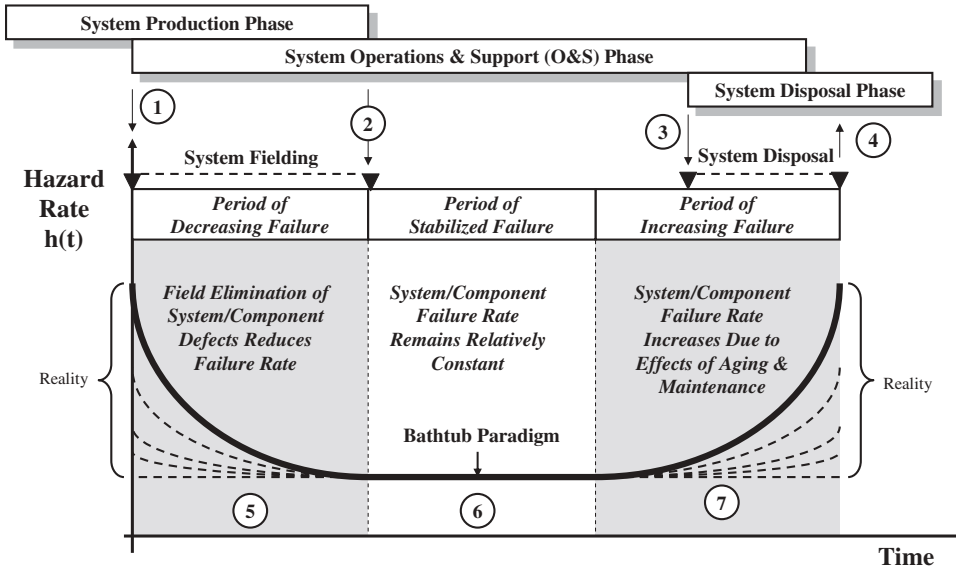 System Production Phase
System Operations & Support (O&S) Phase
System Disposal Phase
1
2
3
4
System Fielding
System Disposal
Hazard
Rate
h(t)
Period of
Decreasing Failure
Period of
Stabilized Failure
Period of
Increasing Failure
Field Elimination of
System/Component
Defects Reduces
Failure Rate
System/Component
Failure Rate
Remains Relatively
Constant
System/Component
Failure Rate
Increases Due to
Effects of Aging &
Maintenance
Reality
Reality
Bathtub Paradigm
5
6
7
Time